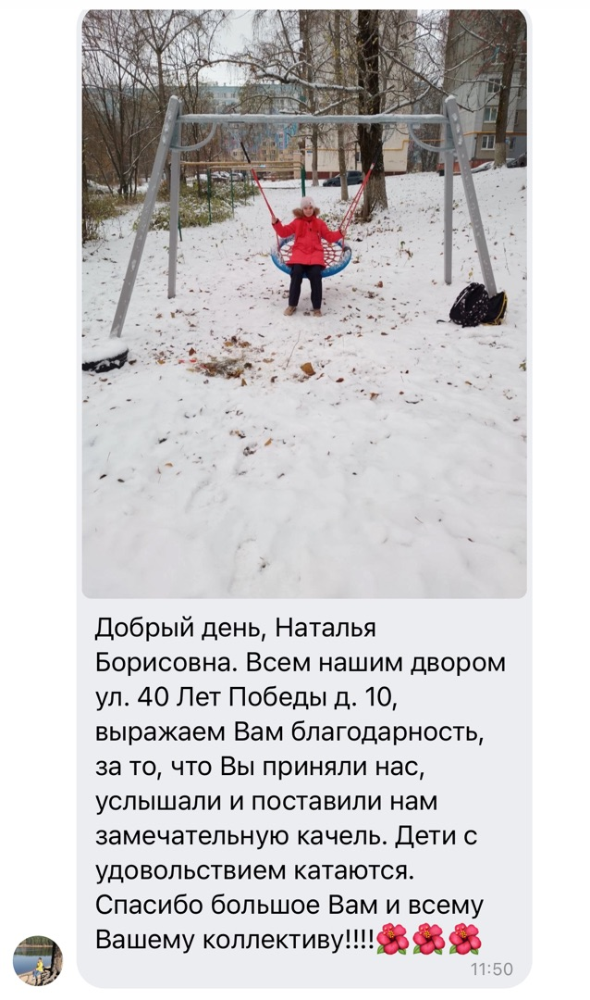 Добрый день, Наталья
Борисовна. Всем нашим двором
ул. 40 Лет Победы д. 10,
выражаем Вам благодарность,
за то, что Вы приняли нас,
услышали и поставили нам
замечательную качель. Дети с
удовольствием катаются.
Спасибо большое Вам и всему
Вашему коллективу!!!!🌺🌺🌺
11:50